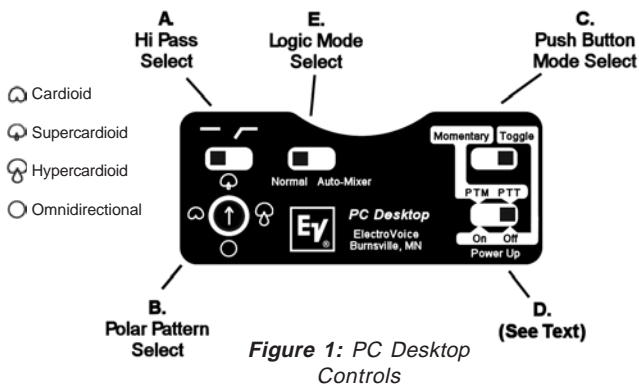 A.
Hi Pass
Select
E.
Logic Mode
Select
C.
Push Button
Mode Select
Cardioid
Supercardioid
Hypercardioid
Omnidirectional
Momentary Toggle
Normal Auto-Mixer
PTM PTT
EV®
PC Desktop
ElectroVoice
Burnsville, MN
On Off
Power Up
B.
Polar Pattern
Select
D.
(See Text)
Figure 1: PC Desktop
Controls